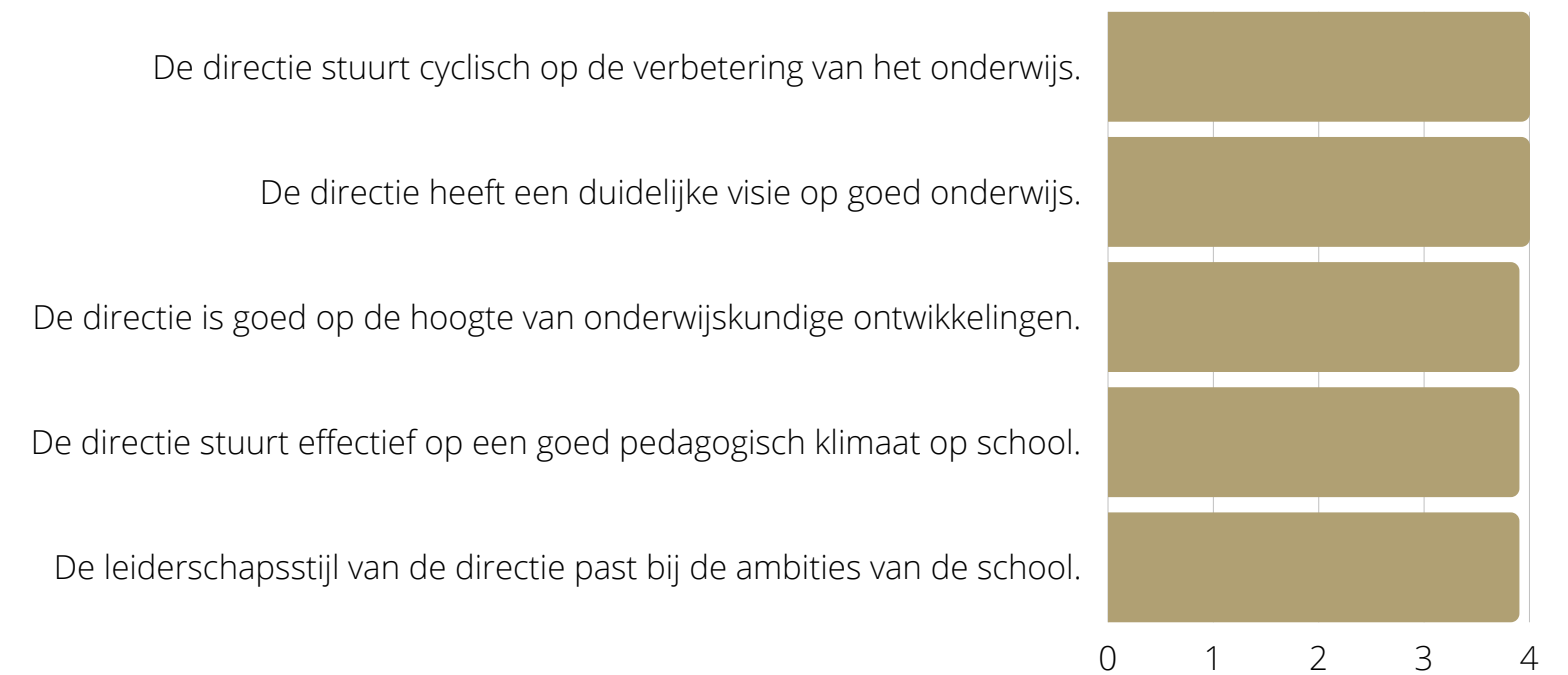 De directie stuurt cyclisch op de verbetering van het onderwijs.
De directie heeft een duidelijke visie op goed onderwijs.
De directie is goed op de hoogte van onderwijskundige ontwikkelingen.
De directie stuurt effectief op een goed pedagogisch klimaat op school.
De leiderschapsstijl van de directie past bij de ambities van de school.
0 1 2 3 4